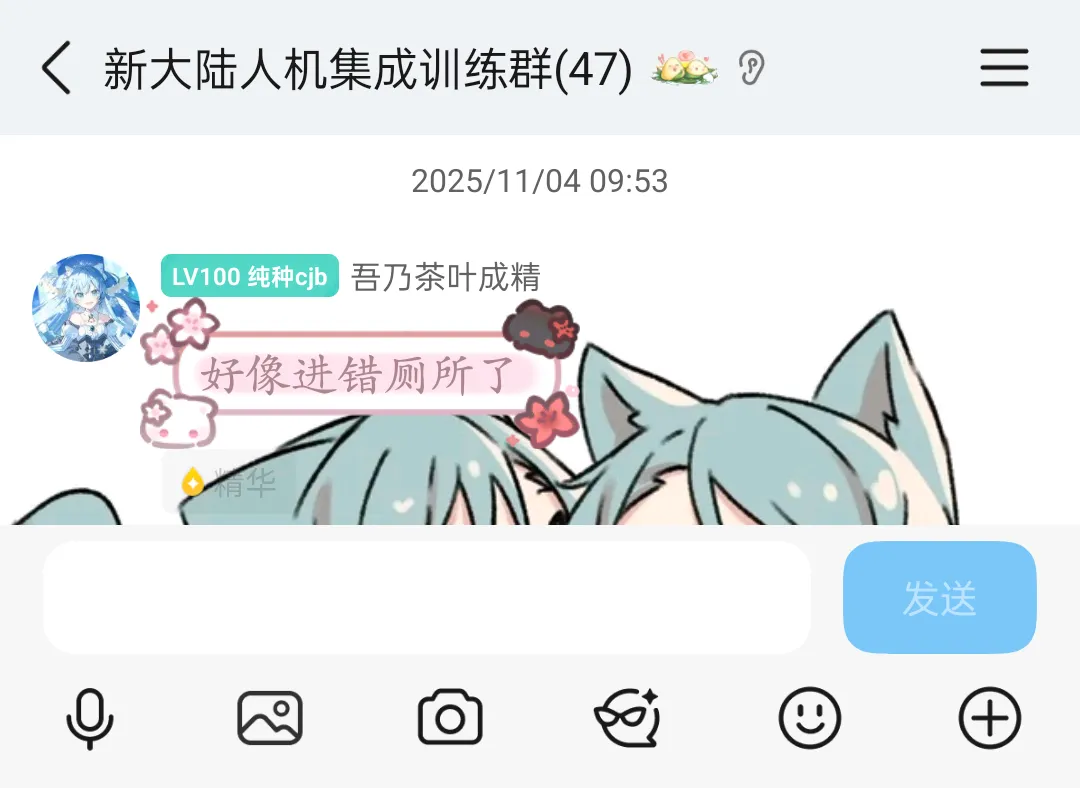 新大陆人机集成训练群(47)
2025/11/04 09:53
LV100 纯种cjb 吾乃茶叶成精
好像进错厕所了
精华
发送